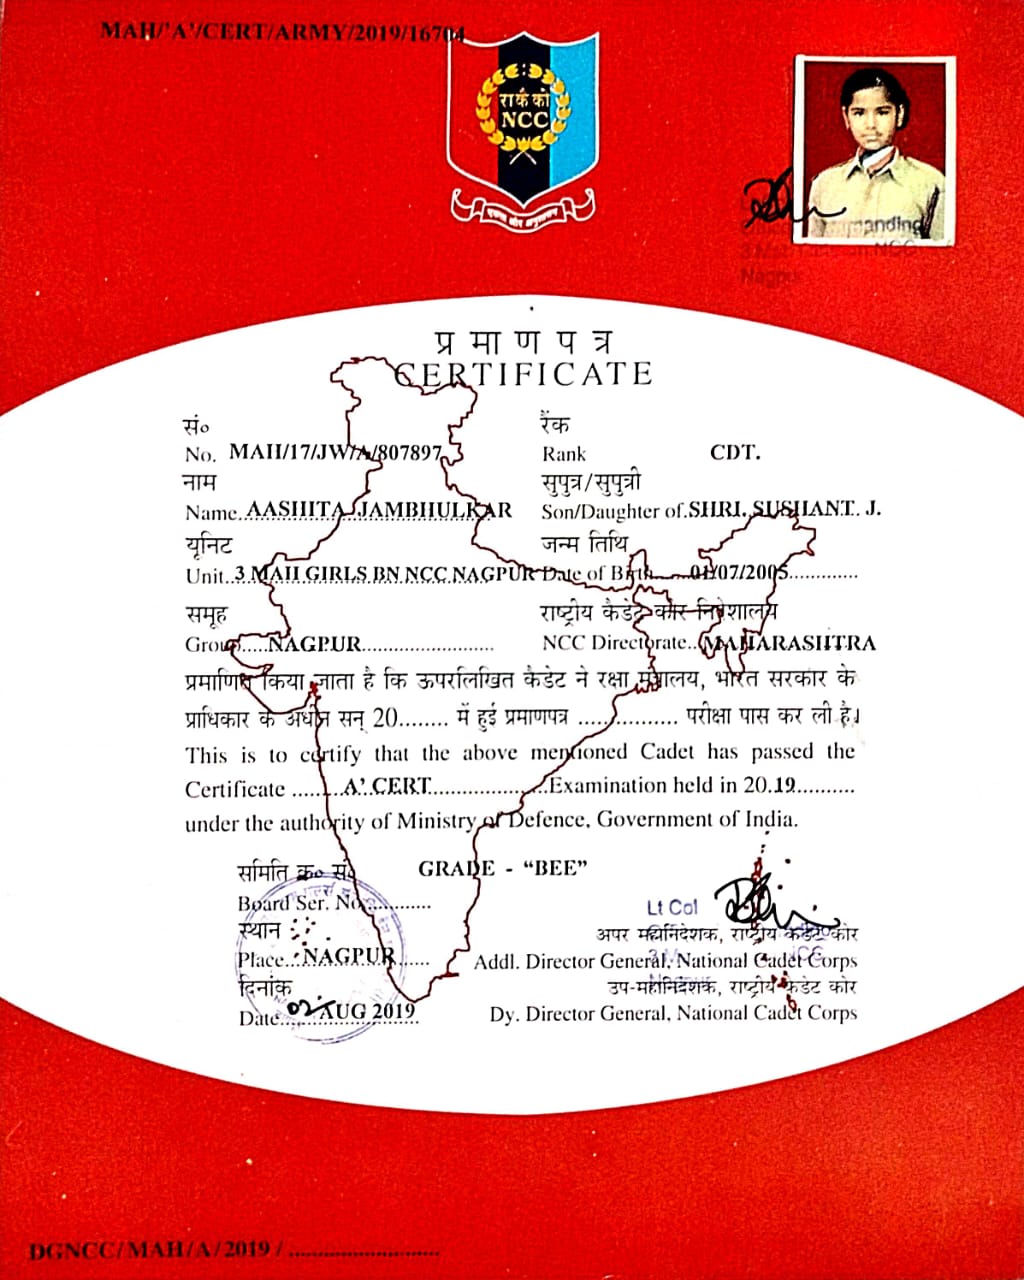 MAH/'A'/CERT/ARMY/2019/16704
रा कै को
NCC
एकता और अनुशासन
Commanding
3 Mah NCC
Nagpur
प्र मा ण प त्र
CERTIFICATE
सं० रैंक
No. MAH/17/JW/A/807897 Rank CDT.
नाम सुपुत्र/सुपुत्री
Name..AASHITA JAMBHULKAR Son/Daughter of.SHRI. SUSHANT. J.
यूनिट जन्म तिथि
Unit..3 MAH GIRLS BN NCC NAGPUR Date of Birth.......01/07/2005.............
समूह राष्ट्रीय कैडेट कोर निदेशालय
Group.....NAGPUR......................... NCC Directorate..MAHARASHTRA
प्रमाणित किया जाता है कि ऊपरलिखित कैडेट ने रक्षा मंत्रालय, भारत सरकार के
प्राधिकार के अधीन सन् 20........ में हुई प्रमाणपत्र ................ परीक्षा पास कर ली है।
This is to certify that the above mentioned Cadet has passed the
Certificate .........A' CERT.....................Examination held in 20.19..........
under the authority of Ministry of Defence, Government of India.
समिति क्र० सं० GRADE - “BEE”
Board Ser. No............
Lt Col
स्थान अपर महानिदेशक, राष्ट्रीय कैडेट कोर
Place...NAGPUR...... Addl. Director General, National Cadet Corps
दिनांक उप-महानिदेशक, राष्ट्रीय कैडेट कोर
Date....02 AUG 2019 Dy. Director General, National Cadet Corps
DGNCC/MAH/A/2019 / ............................